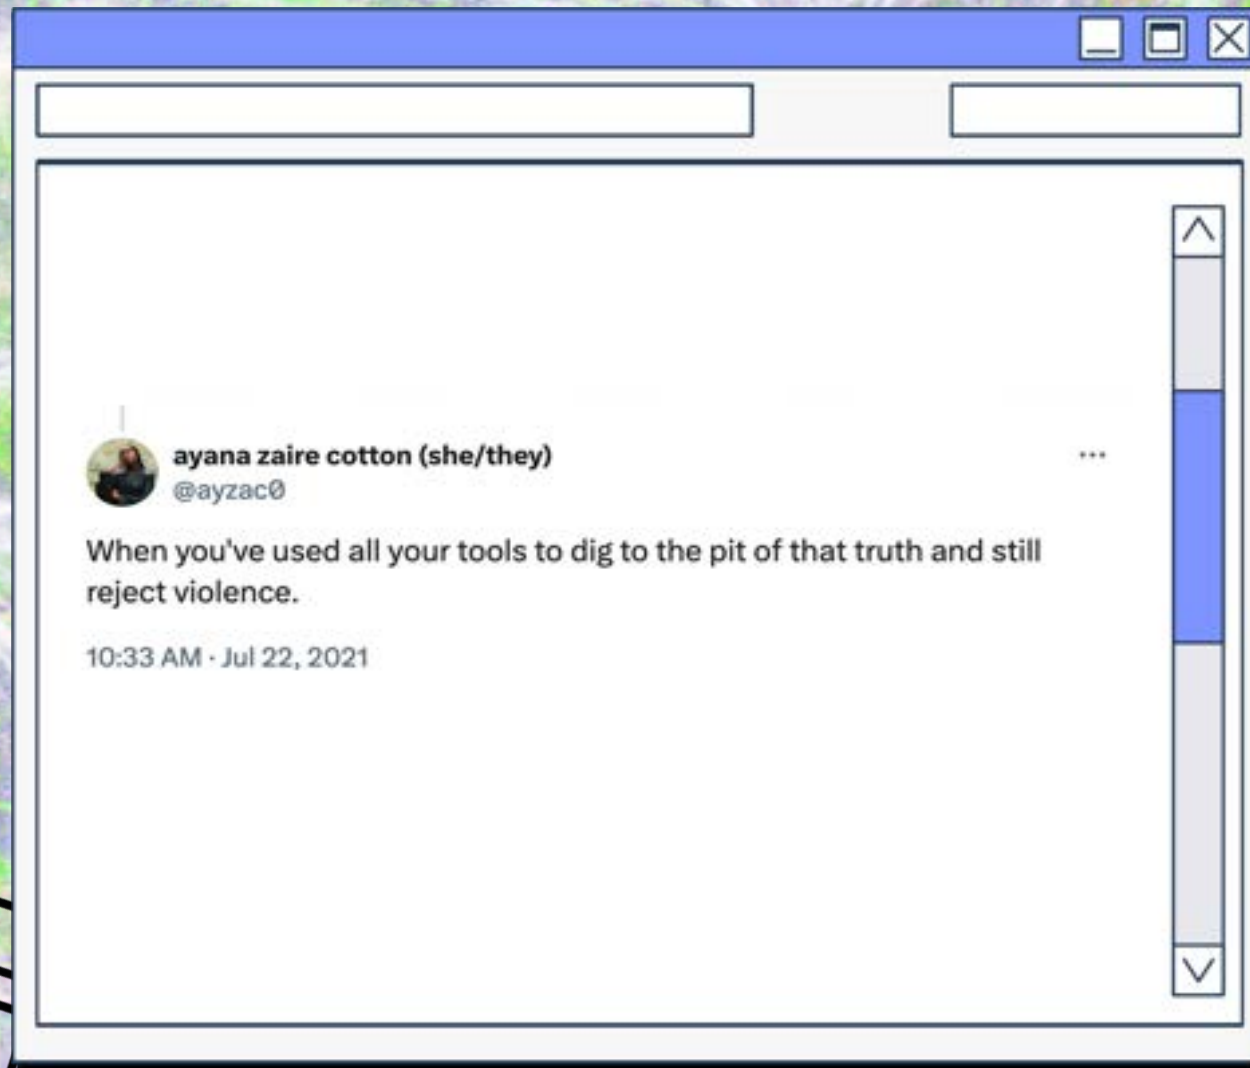 ayana zaire cotton (she/they)
@ayzac0
When you've used all your tools to dig to the pit of that truth and still
reject violence.
10:33 AM · Jul 22, 2021